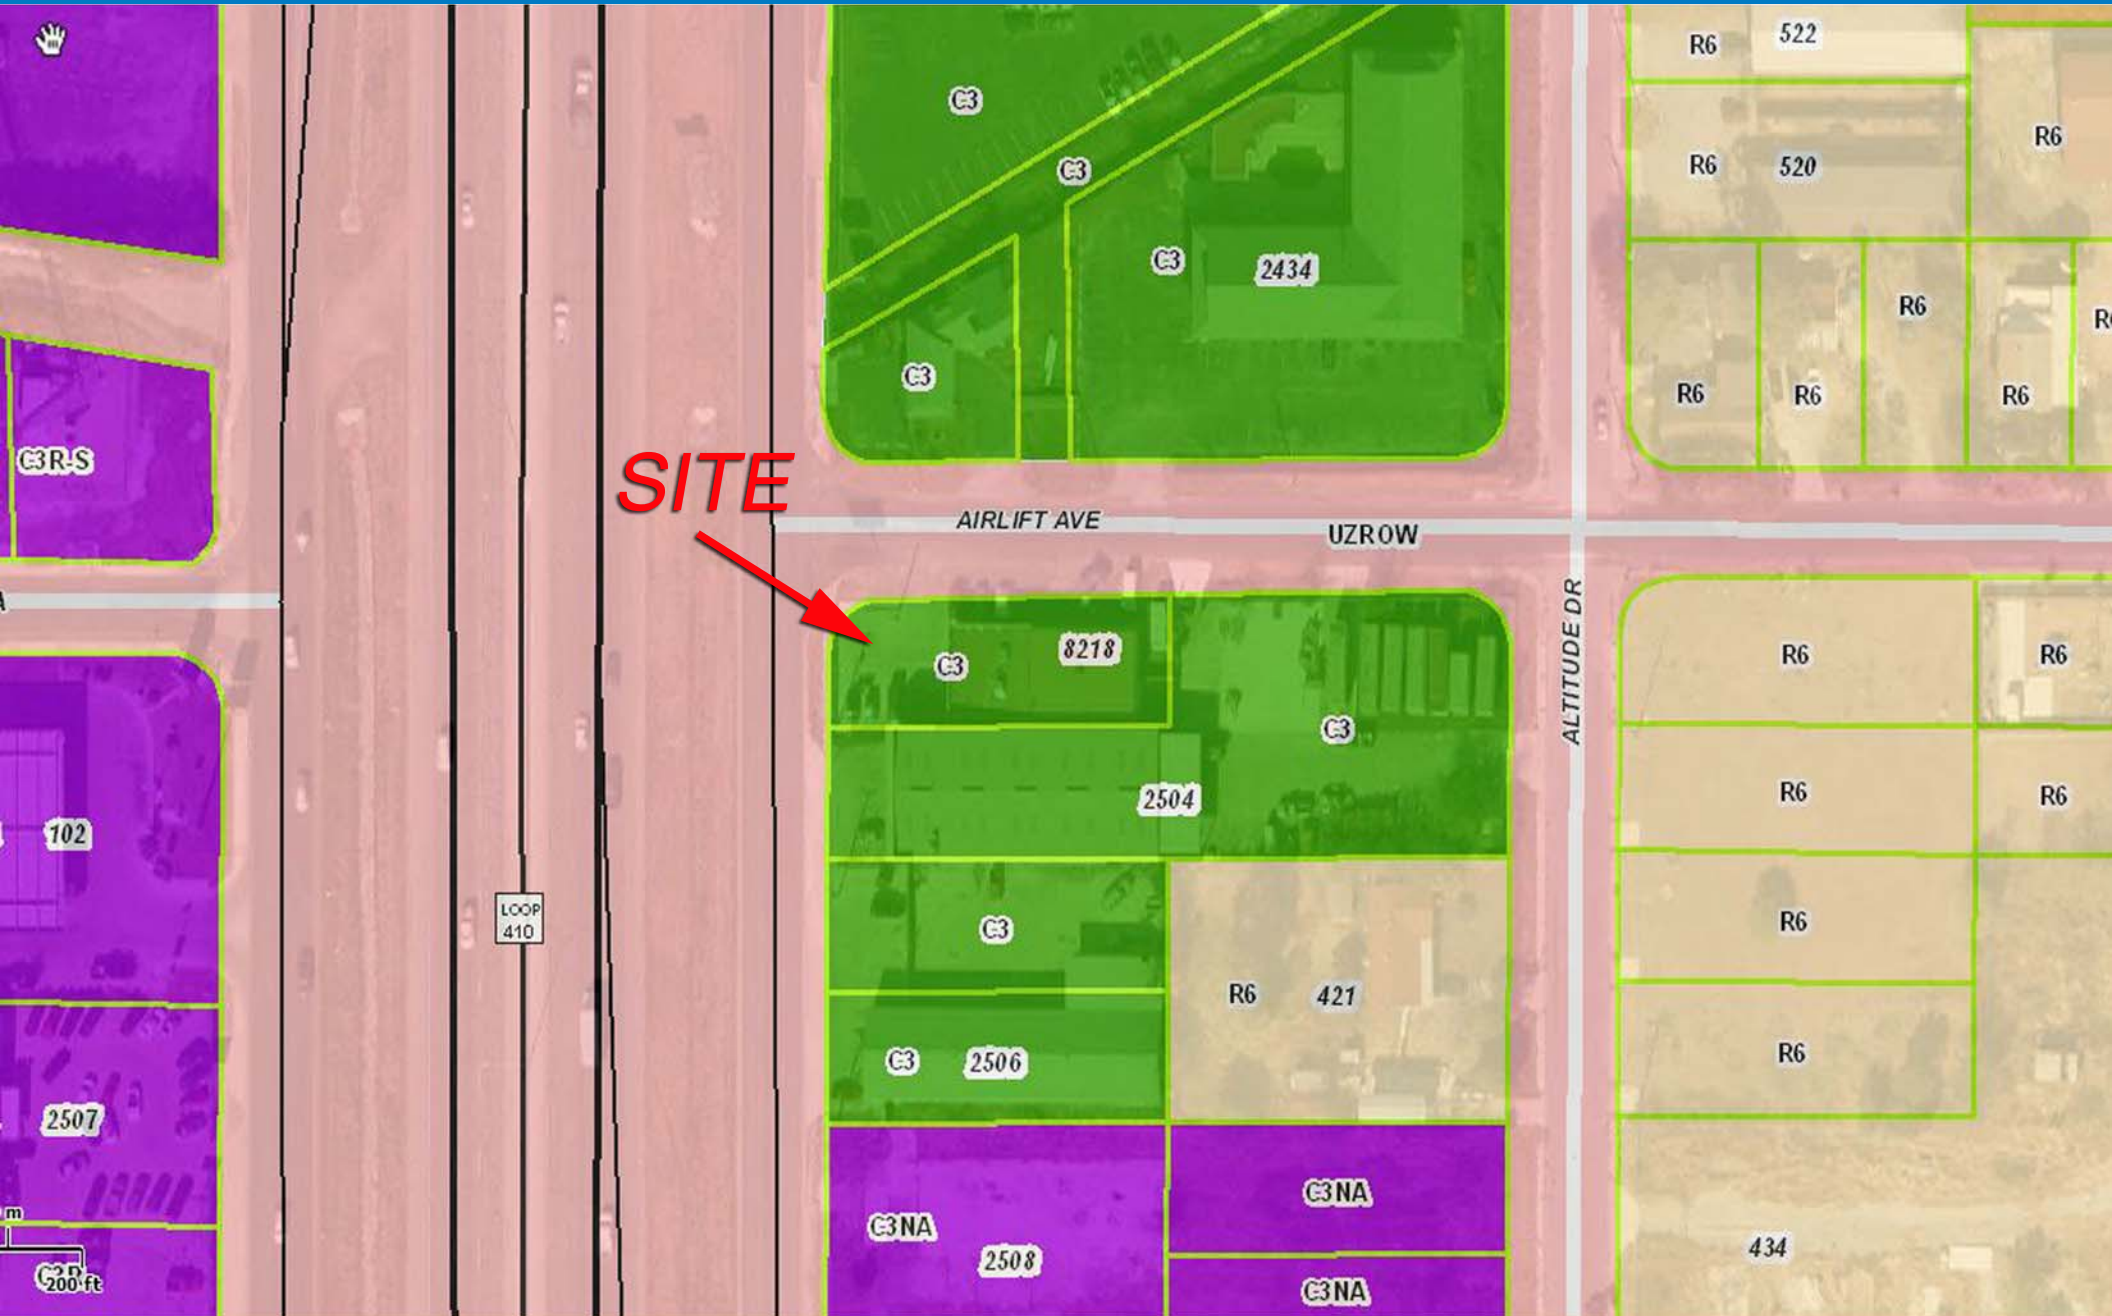 522
R6
C3
R6
R6
520
C3
C3
2434
R6
C3
R6
R6
R6
C3R-S
SITE
AIRLIFT AVE
UZROW
ALTITUDE DR
8218
C3
R6
R6
C3
2504
R6
R6
102
LOOP
410
C3
R6
R6
421
C3
2506
R6
2507
C3NA
m
C3NA
2508
434
200 ft
C3NA